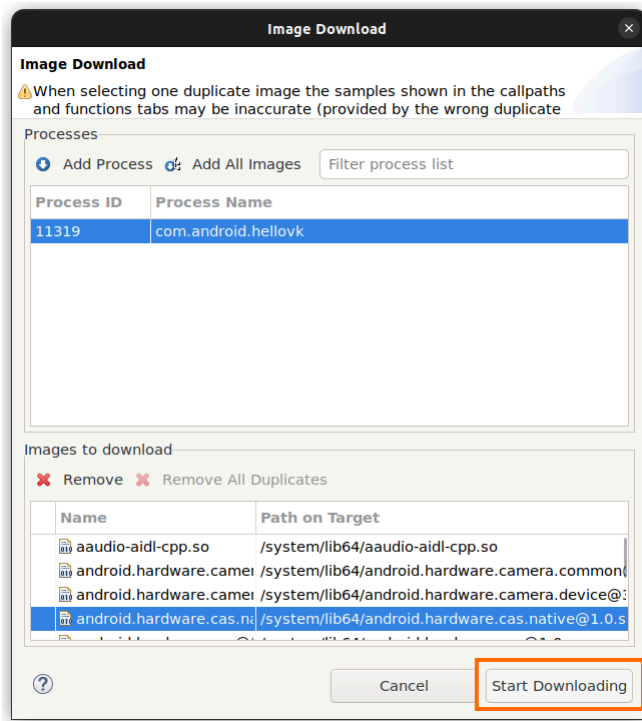 Image Download
Image Download
When selecting one duplicate image the samples shown in the callpaths
and functions tabs may be inaccurate (provided by the wrong duplicate
Processes
Add Process Add All Images Filter process list
Process ID Process Name
11319 com.android.hellovk
Images to download
Remove Remove All Duplicates
Name Path on Target
aaudio-aidl-cpp.so /system/lib64/aaudio-aidl-cpp.so
android.hardware.camer /system/lib64/android.hardware.camera.common
android.hardware.camer /system/lib64/android.hardware.camera.device@
android.hardware.cas.na /system/lib64/android.hardware.cas.native@1.0.s
Cancel Start Downloading